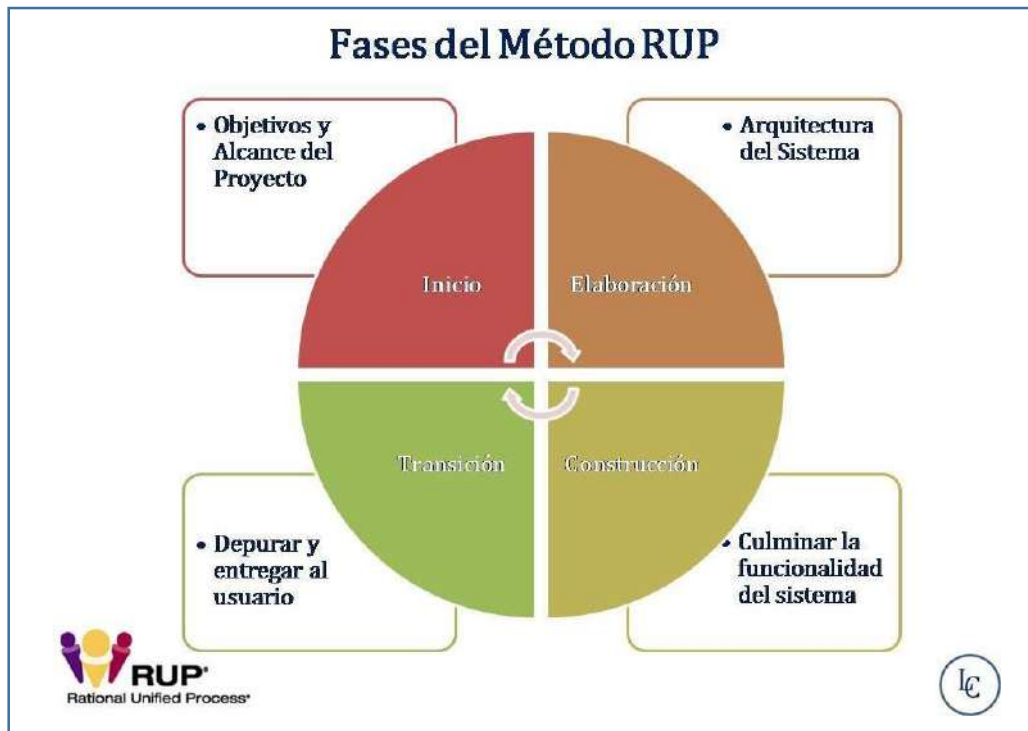 Fases del Método RUP
• Objetivos y
Alcance del
Proyecto
• Arquitectura
del Sistema
Inicio
Elaboración
Transición
Construcción
• Depurar y
entregar al
usuario
• Culminar la
funcionalidad
del sistema
RUP®
Rational Unified Process®
LC